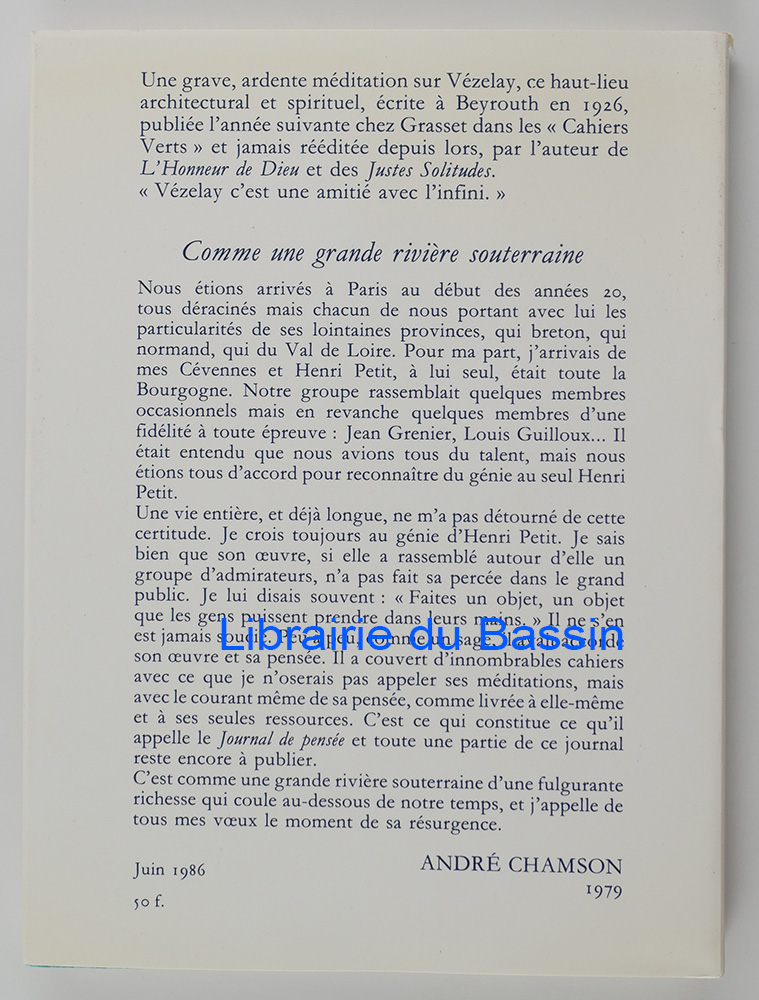 Une grave, ardente méditation sur Vézelay, ce haut-lieu
architectural et spirituel, écrite à Beyrouth en 1926,
publiée l'année suivante chez Grasset dans les « Cahiers
Verts » et jamais rééditée depuis lors, par l'auteur de
L'Honneur de Dieu et des Justes Solitudes.
« Vézelay c'est une amitié avec l'infini. »
Comme une grande rivière souterraine
Nous étions arrivés à Paris au début des années 20,
tous déracinés mais chacun de nous portant avec lui les
particularités de ses lointaines provinces, qui breton, qui
normand, qui du Val de Loire. Pour ma part, j'arrivais de
mes Cévennes et Henri Petit, à lui seul, était toute la
Bourgogne. Notre groupe rassemblait quelques membres
occasionnels mais en revanche quelques membres d'une
fidélité à toute épreuve : Jean Grenier, Louis Guilloux... Il
était entendu que nous avions tous du talent, mais nous
étions tous d'accord pour reconnaître du génie au seul Henri
Petit.
Une vie entière, et déjà longue, ne m'a pas détourné de cette
certitude. Je crois toujours au génie d'Henri Petit. Je sais
bien que son œuvre, si elle a rassemblé autour d'elle un
groupe d'admirateurs, n'a pas fait sa percée dans le grand
public. Je lui disais souvent : « Faites un objet, un objet
que les gens puissent prendre dans leurs mains. » Il ne s'en
est jamais soucié. Peu à peu, comme un sage, il avait accordé
Librairie du Bassin
son œuvre et sa pensée. Il a couvert d'innombrables cahiers
avec ce que je n'oserais pas appeler ses méditations, mais
avec le courant même de sa pensée, comme livrée à elle-même
et à ses seules ressources. C'est ce qui constitue ce qu'il
appelle le Journal de pensée et toute une partie de ce journal
reste encore à publier.
C'est comme une grande rivière souterraine d'une fulgurante
richesse qui coule au-dessous de notre temps, et j'appelle de
tous mes vœux le moment de sa résurgence.
ANDRÉ CHAMSON
1979
Juin 1986
50 f.